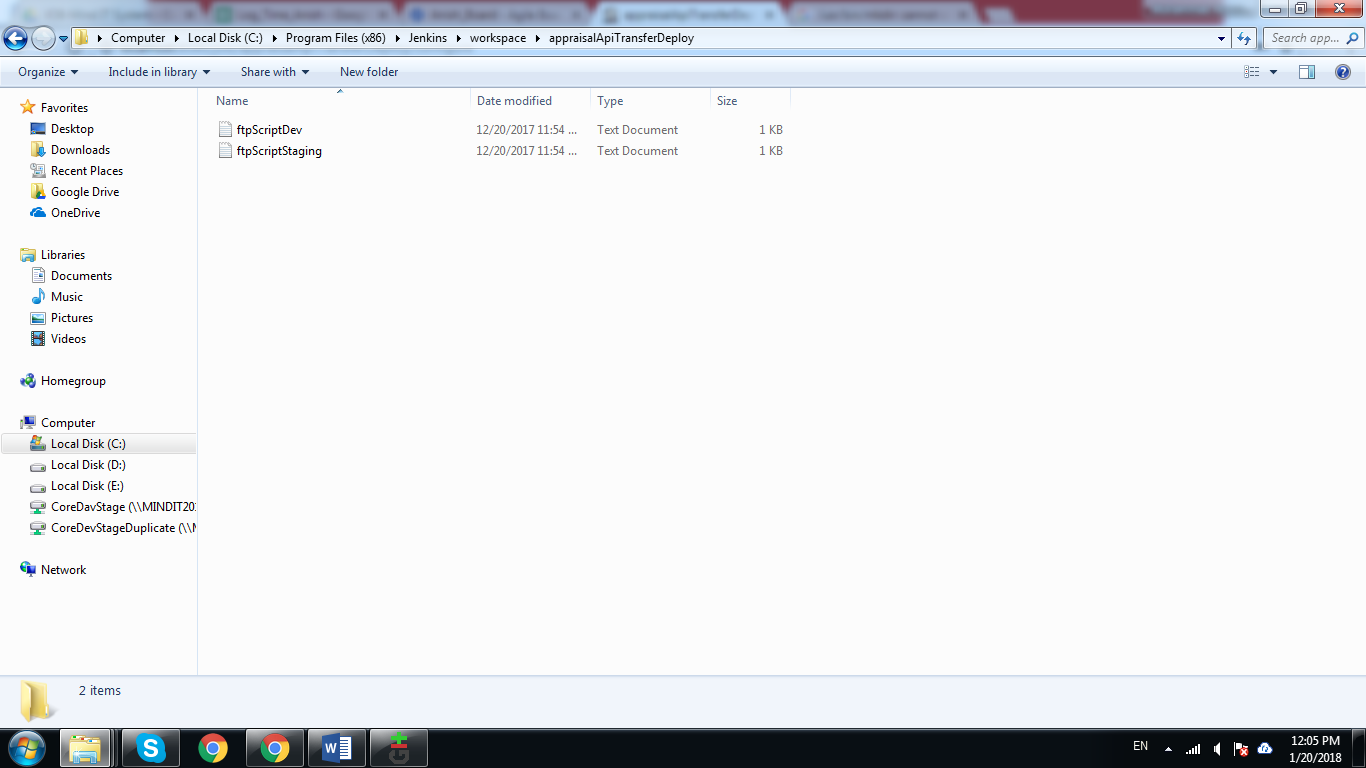 Computer Local Disk (C:) Program Files (x86) Jenkins workspace appraisalApiTransferDeploy
Search app...
Organize Include in library Share with New folder
Name Date modified Type Size
ftpScriptDev 12/20/2017 11:54 ... Text Document 1 KB
ftpScriptStaging 12/20/2017 11:54 ... Text Document 1 KB
Favorites
Desktop
Downloads
Recent Places
Google Drive
OneDrive
Libraries
Documents
Music
Pictures
Videos
Homegroup
Computer
Local Disk (C:)
Local Disk (D:)
Local Disk (E:)
CoreDavStage (\\MINDIT20
CoreDevStageDuplicate (\\
Network
2 items
EN
12:05 PM
1/20/2018